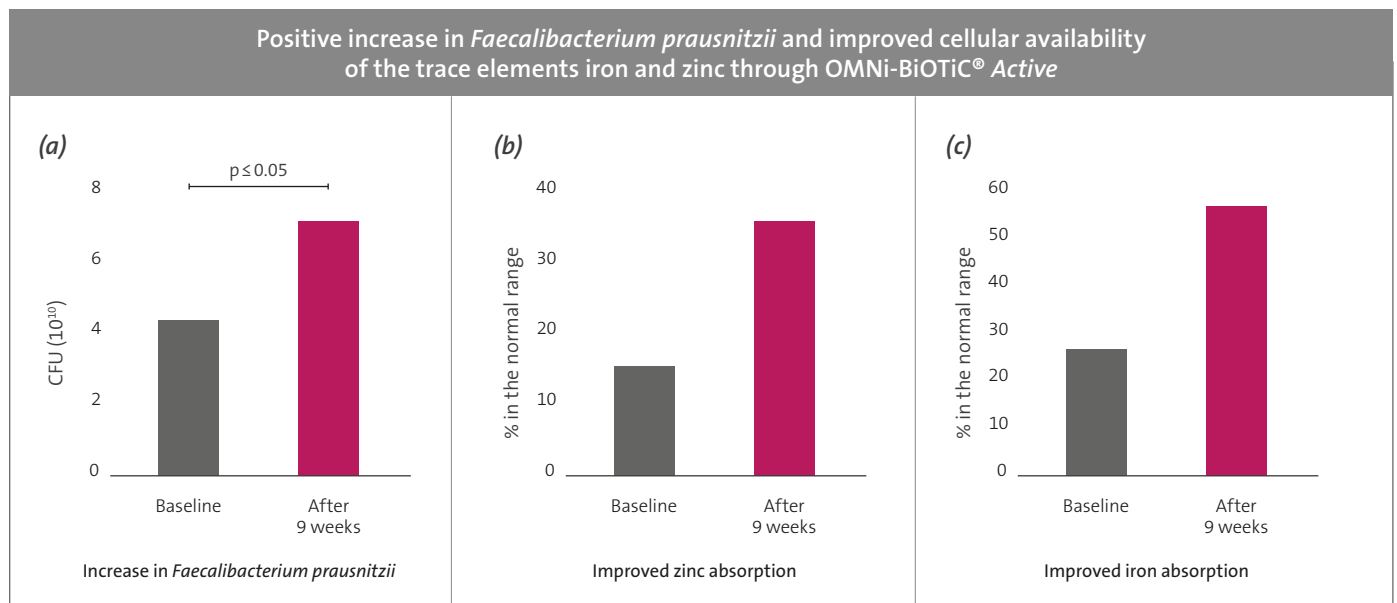 Positive increase in Faecalibacterium prausnitzii and improved cellular availability
of the trace elements iron and zinc through OMNi-BiOTiC® Active
(a)
p ≤ 0.05
8
6
4
2
0
CFU (10¹⁰)
Baseline
After
9 weeks
Increase in Faecalibacterium prausnitzii
(b)
40
30
20
10
0
% in the normal range
Baseline
After
9 weeks
Improved zinc absorption
(c)
60
50
40
30
20
10
0
% in the normal range
Baseline
After
9 weeks
Improved iron absorption